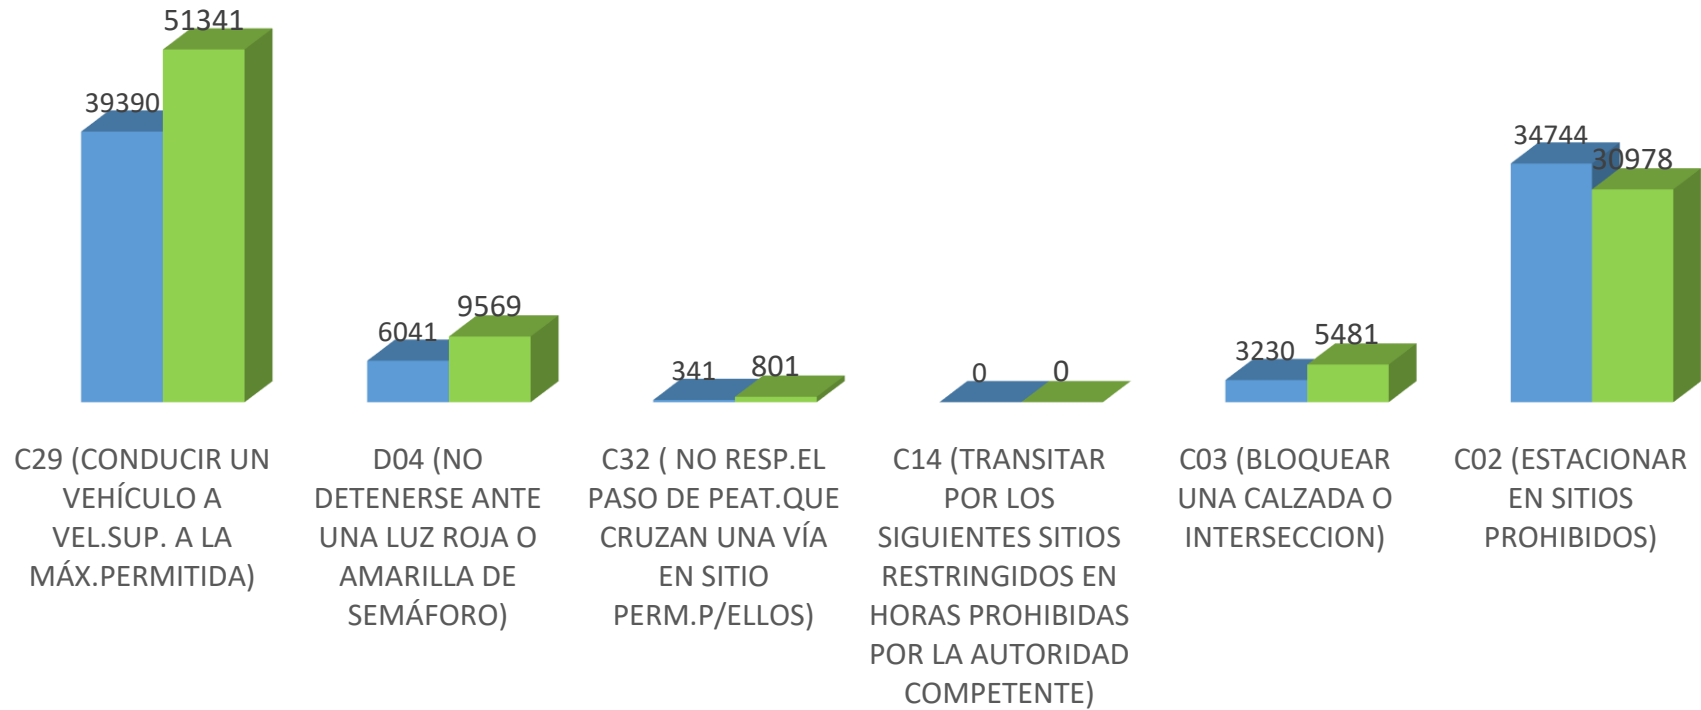 51341
39390
34744
30978
6041
9569
341
801
0
0
3230
5481
C29 (CONDUCIR UN
VEHÍCULO A
VEL.SUP. A LA
MÁX.PERMITIDA)
D04 (NO
DETENERSE ANTE
UNA LUZ ROJA O
AMARILLA DE
SEMÁFORO)
C32 ( NO RESP.EL
PASO DE PEAT.QUE
CRUZAN UNA VÍA
EN SITIO
PERM.P/ELLOS)
C14 (TRANSITAR
POR LOS
SIGUIENTES SITIOS
RESTRINGIDOS EN
HORAS PROHIBIDAS
POR LA AUTORIDAD
COMPETENTE)
C03 (BLOQUEAR
UNA CALZADA O
INTERSECCION)
C02 (ESTACIONAR
EN SITIOS
PROHIBIDOS)